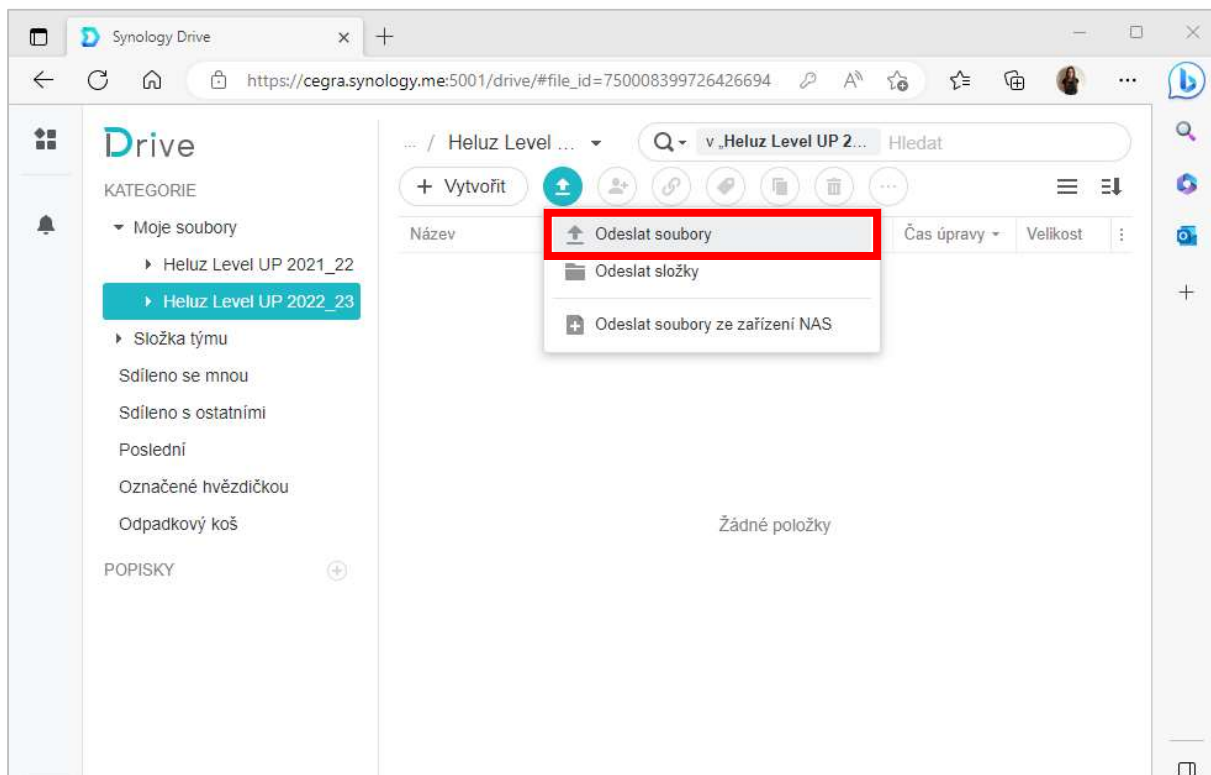 Synology Drive
https://cegra.synology.me:5001/drive/#file_id=750008399726426694
Drive
KATEGORIE
Moje soubory
Heluz Level UP 2021_22
Heluz Level UP 2022_23
Složka týmu
Sdíleno se mnou
Sdíleno s ostatními
Poslední
Označené hvězdičkou
Odpadkový koš
POPISKY
... / Heluz Level ...
v „Heluz Level UP 2... Hledat
+ Vytvořit
Název Čas úpravy Velikost
Odeslat soubory
Odeslat složky
Odeslat soubory ze zařízení NAS
Žádné položky